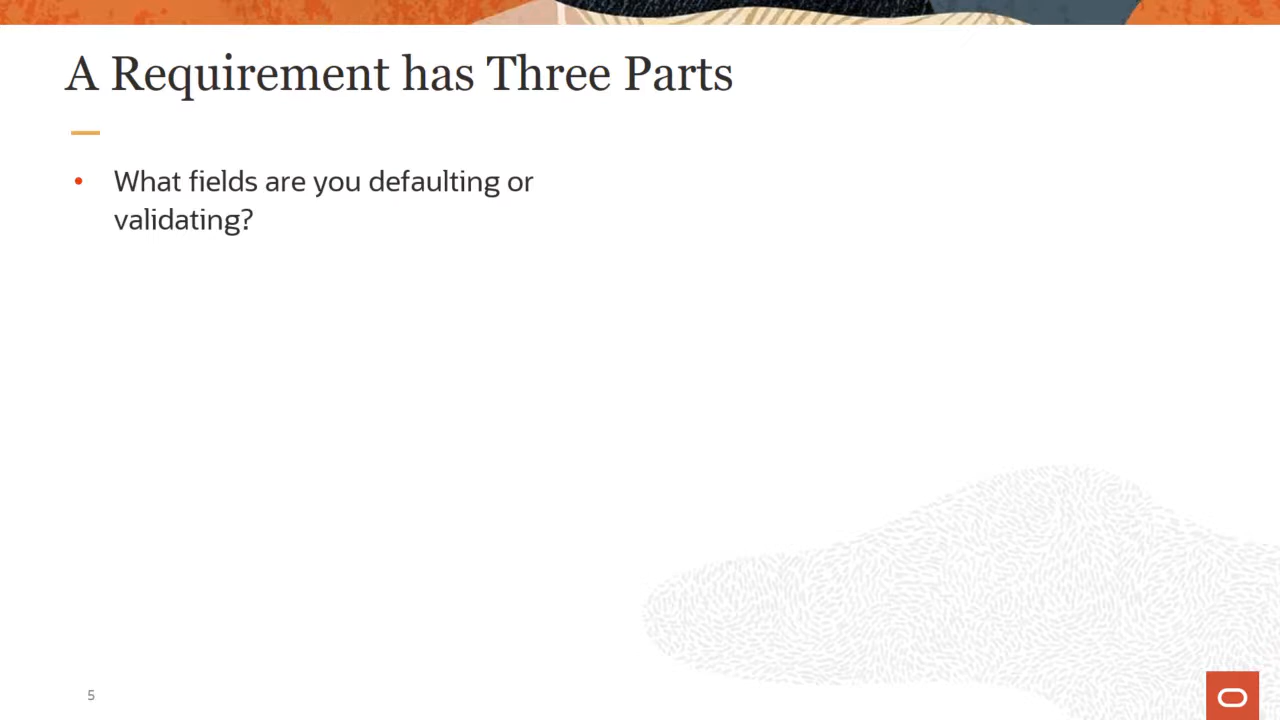 A Requirement has Three Parts
• What fields are you defaulting or
validating?
5